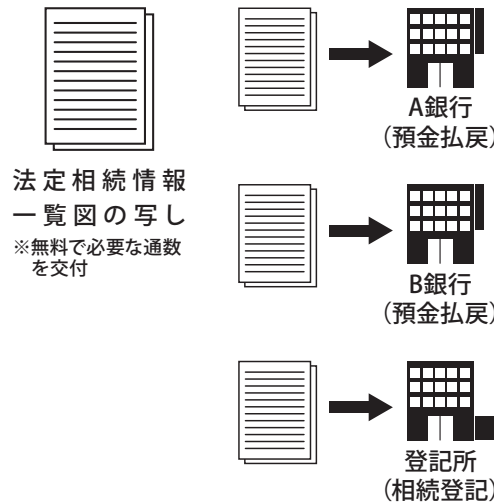 法定相続情報
一覧図の写し
※無料で必要な通数
を交付
A銀行
（預金払戻）
B銀行
（預金払戻）
登記所
（相続登記）